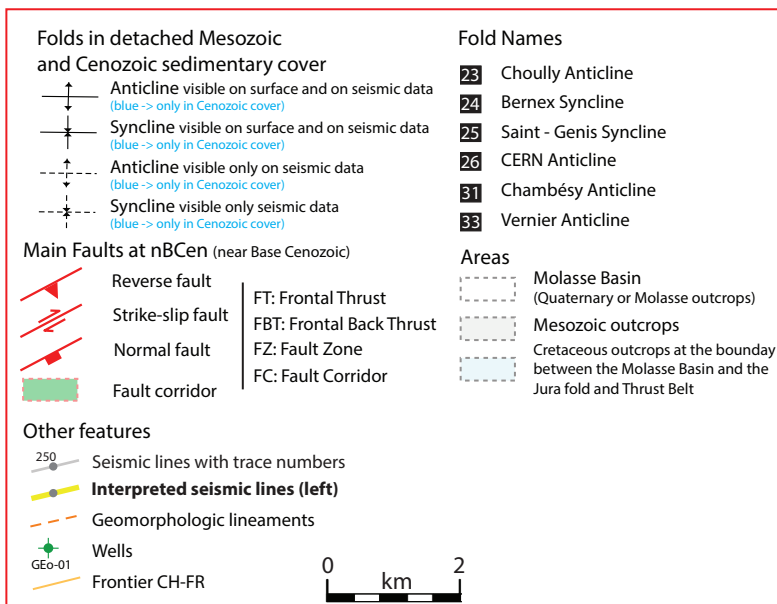 Folds in detached Mesozoic
and Cenozoic sedimentary cover
Anticline visible on surface and on seismic data
(blue -> only in Cenozoic cover)
Syncline visible on surface and on seismic data
(blue -> only in Cenozoic cover)
Anticline visible only on seismic data
(blue -> only in Cenozoic cover)
Syncline visible only seismic data
(blue -> only in Cenozoic cover)
Main Faults at nBCen (near Base Cenozoic)
Reverse fault
Strike-slip fault
Normal fault
Fault corridor
FT: Frontal Thrust
FBT: Frontal Back Thrust
FZ: Fault Zone
FC: Fault Corridor
Other features
250
Seismic lines with trace numbers
Interpreted seismic lines (left)
Geomorphologic lineaments
Wells
GEo-01
Frontier CH-FR
Fold Names
23 Choully Anticline
24 Bernex Syncline
25 Saint - Genis Syncline
26 CERN Anticline
31 Chambésy Anticline
33 Vernier Anticline
Areas
Molasse Basin
(Quaternary or Molasse outcrops)
Mesozoic outcrops
Cretaceous outcrops at the bounday
between the Molasse Basin and the
Jura fold and Thrust Belt
0 2
km